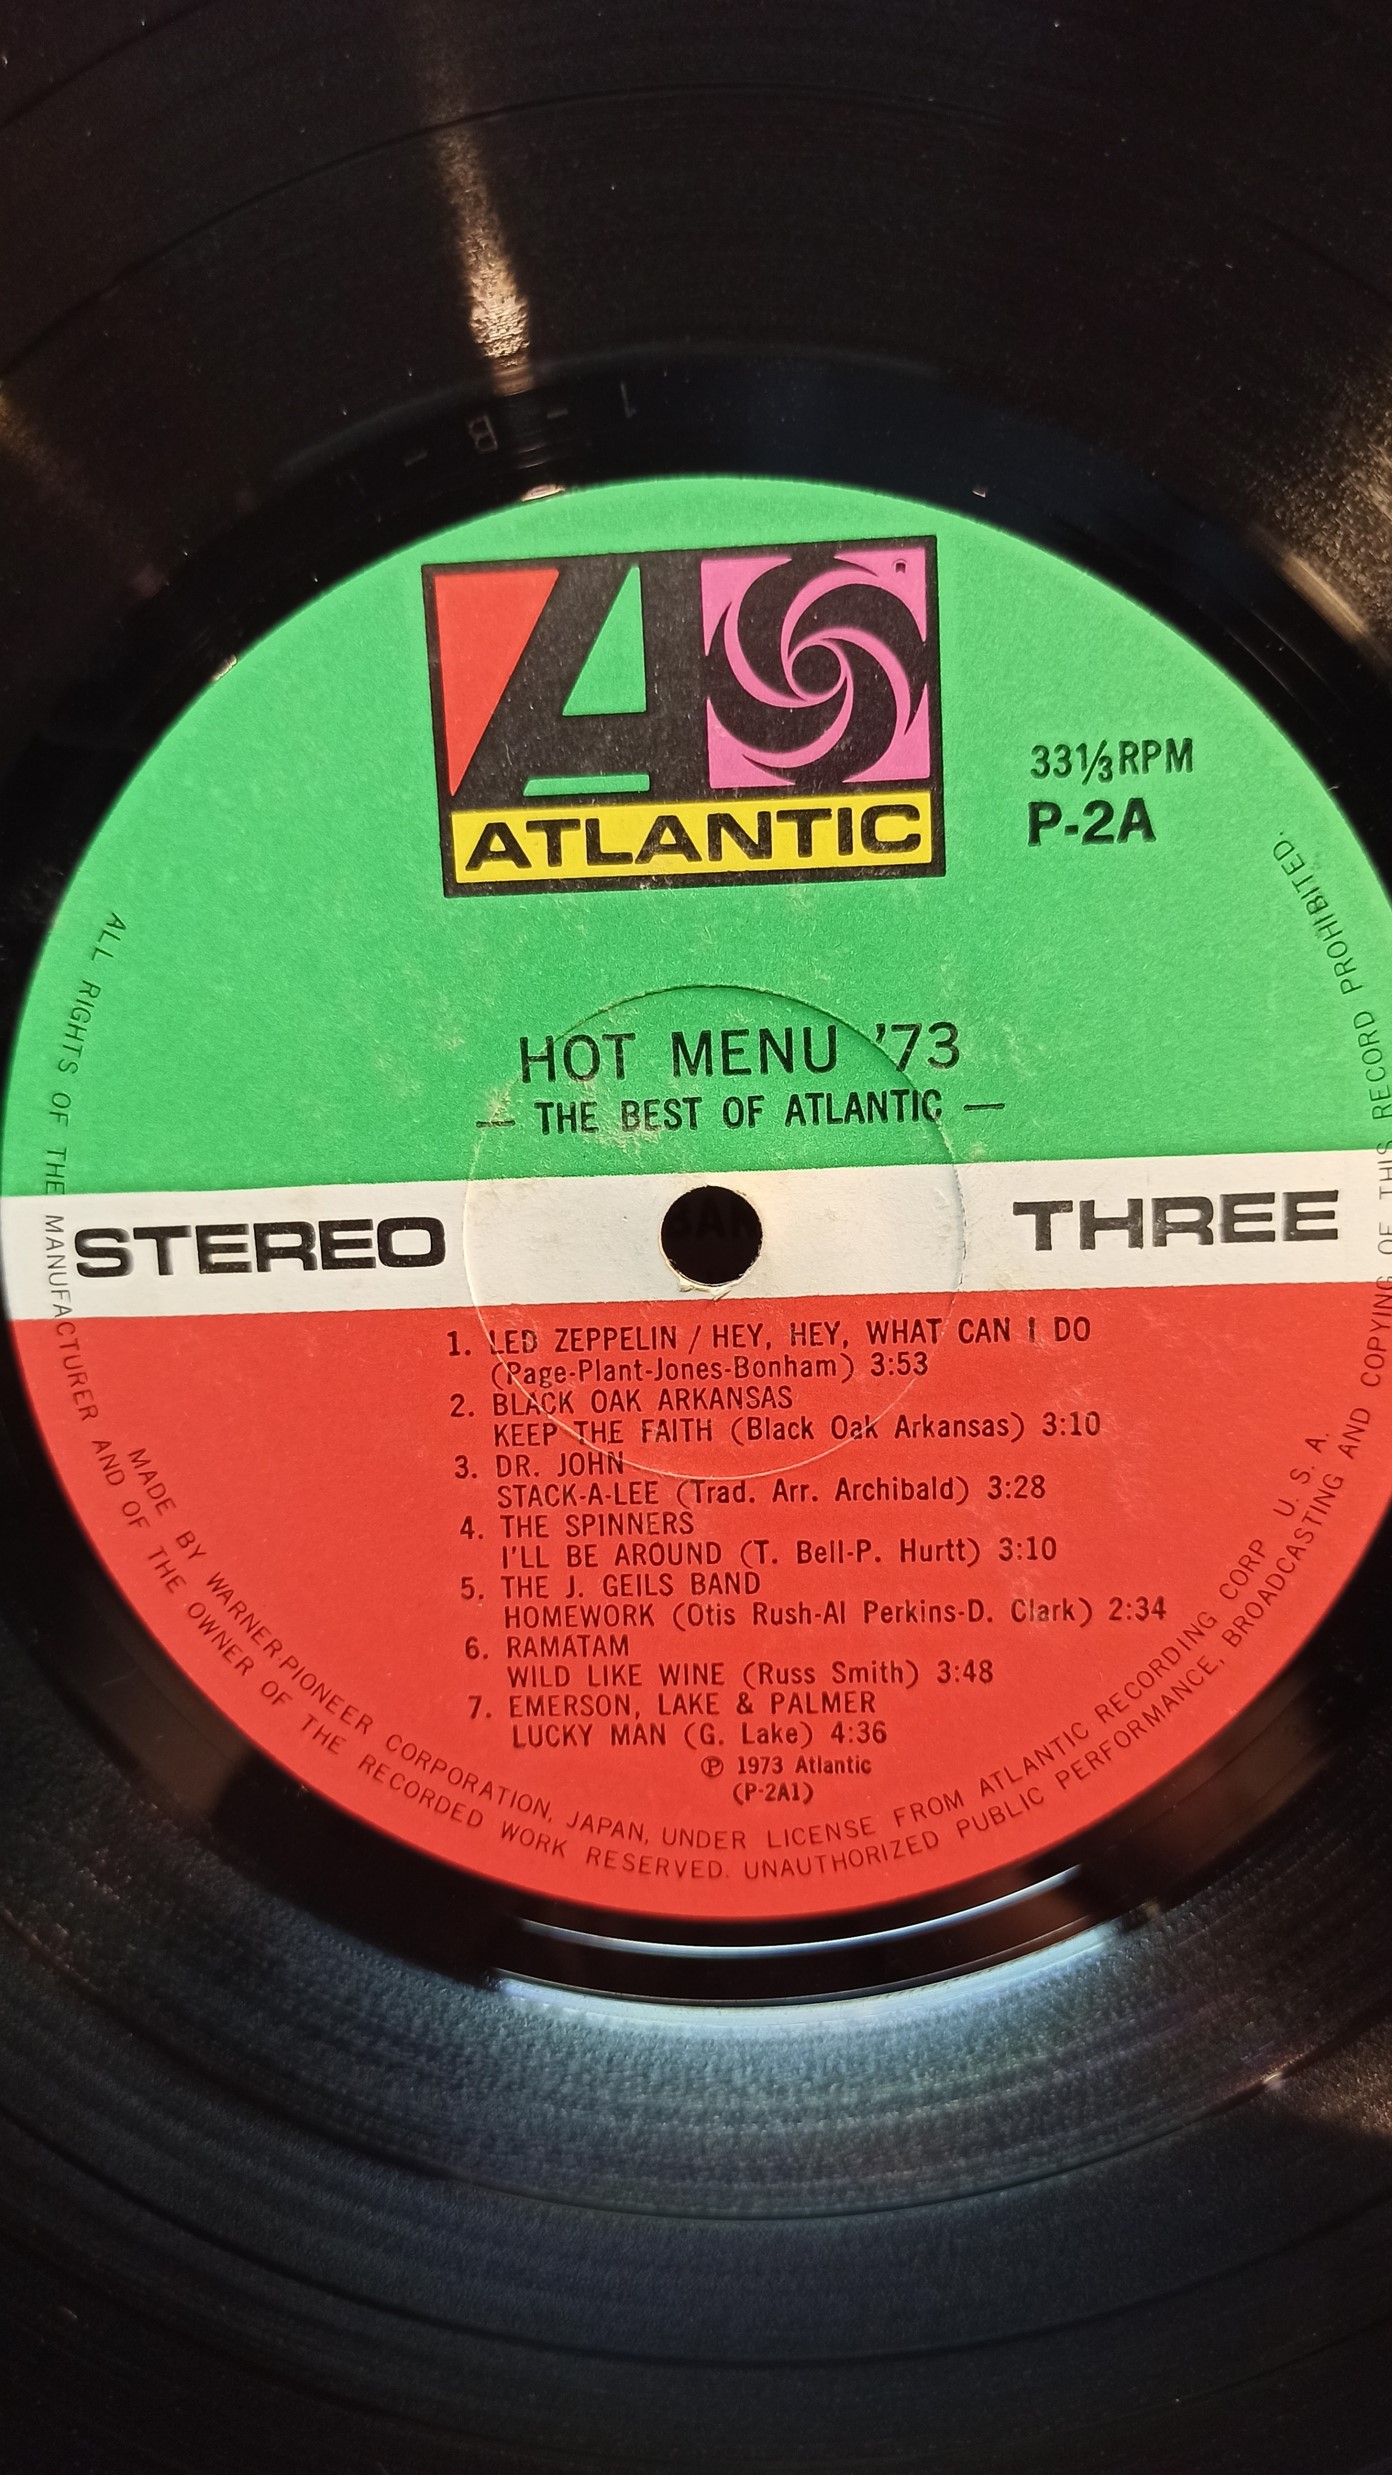 1 - B -
ATLANTIC
33⅓ RPM
P-2A
HOT MENU '73
— THE BEST OF ATLANTIC —
STEREO
THREE
1. LED ZEPPELIN / HEY, HEY, WHAT CAN I DO
(Page-Plant-Jones-Bonham) 3:53
2. BLACK OAK ARKANSAS
KEEP THE FAITH (Black Oak Arkansas) 3:10
3. DR. JOHN
STACK-A-LEE (Trad. Arr. Archibald) 3:28
4. THE SPINNERS
I'LL BE AROUND (T. Bell-P. Hurtt) 3:10
5. THE J. GEILS BAND
HOMEWORK (Otis Rush-Al Perkins-D. Clark) 2:34
6. RAMATAM
WILD LIKE WINE (Russ Smith) 3:48
7. EMERSON, LAKE & PALMER
LUCKY MAN (G. Lake) 4:36
Ⓟ 1973 Atlantic
(P-2A1)
MADE BY WARNER-PIONEER CORPORATION, JAPAN, UNDER LICENSE FROM ATLANTIC RECORDING CORP U. S. A.
ALL RIGHTS OF THE MANUFACTURER AND OF THE OWNER OF THE RECORDED WORK RESERVED. UNAUTHORIZED PUBLIC PERFORMANCE, BROADCASTING AND COPYING OF THIS RECORD PROHIBITED.